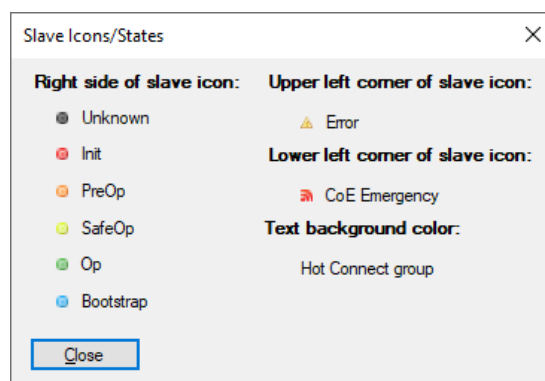 Slave Icons/States
Right side of slave icon:
Unknown
Init
PreOp
SafeOp
Op
Bootstrap
Upper left corner of slave icon:
Error
Lower left corner of slave icon:
CoE Emergency
Text background color:
Hot Connect group
Close